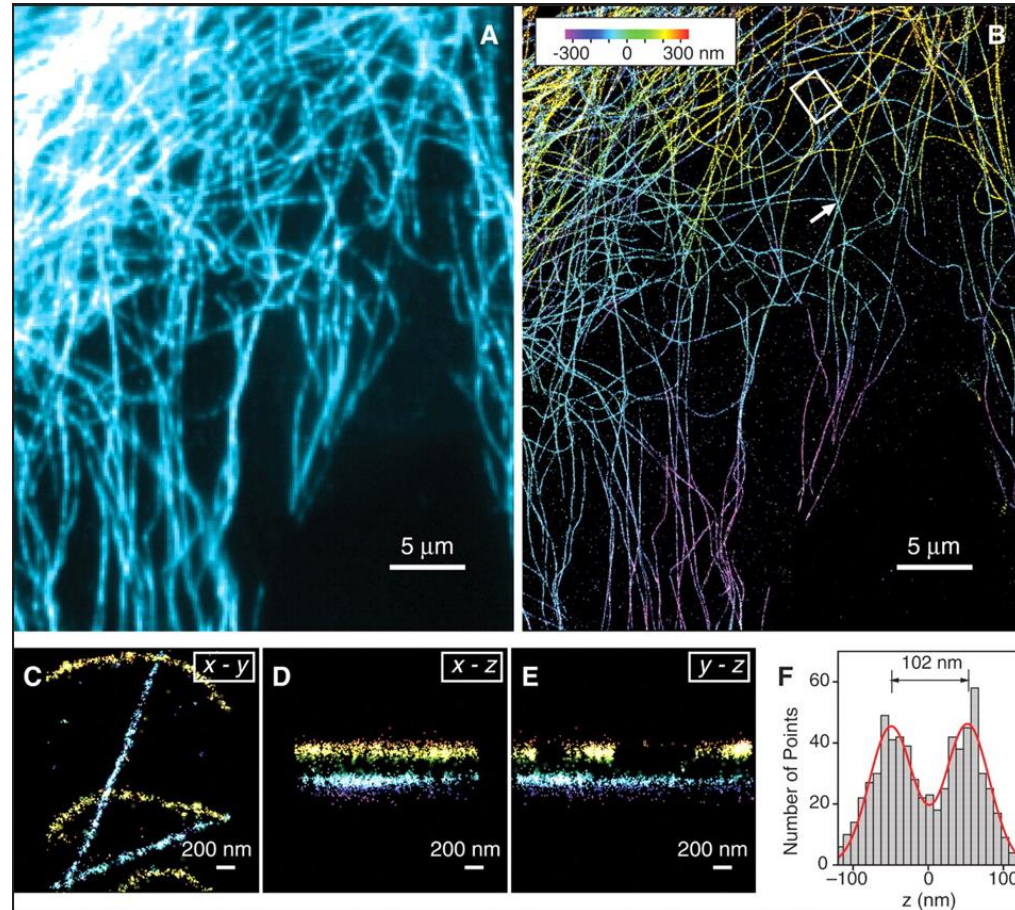 A
-300 0 300 nm
B
5 μm
5 μm
C
x - y
200 nm
D
x - z
200 nm
E
y - z
200 nm
F
102 nm
60
40
20
0
Number of Points
−100 0 100
z (nm)